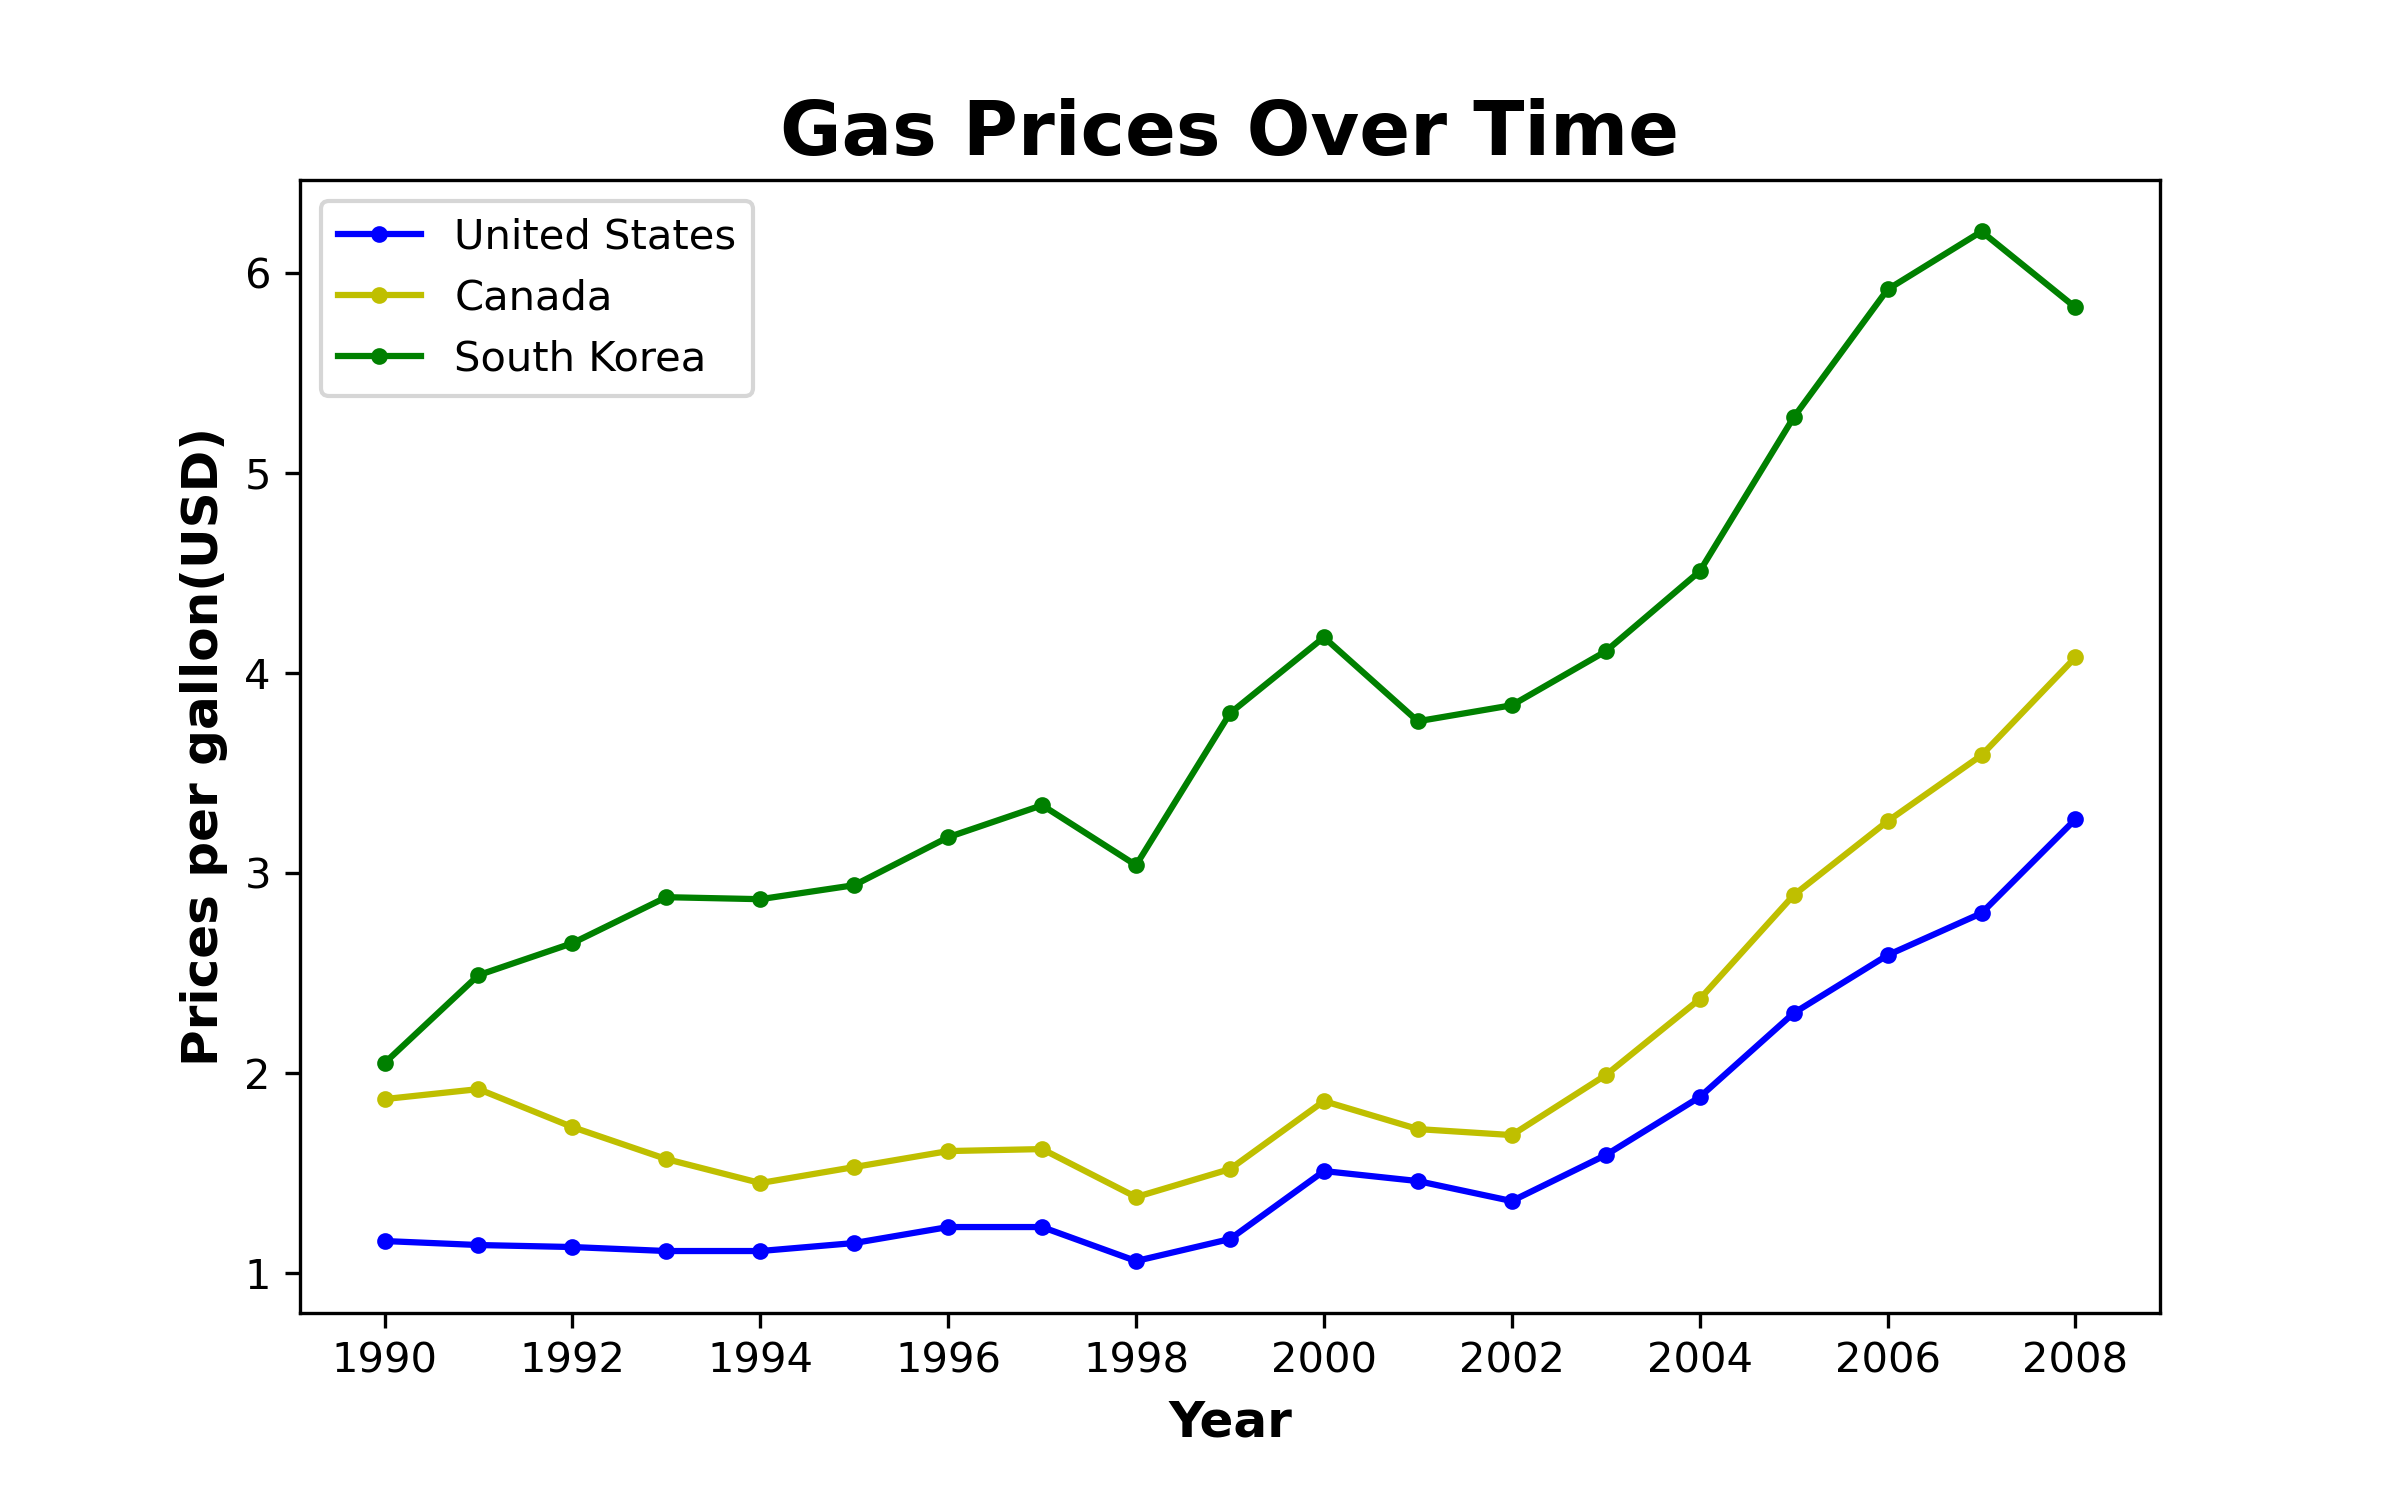 Gas Prices Over Time
United States
Canada
South Korea
Prices per gallon(USD)
6
5
4
3
2
1
1990 1992 1994 1996 1998 2000 2002 2004 2006 2008
Year